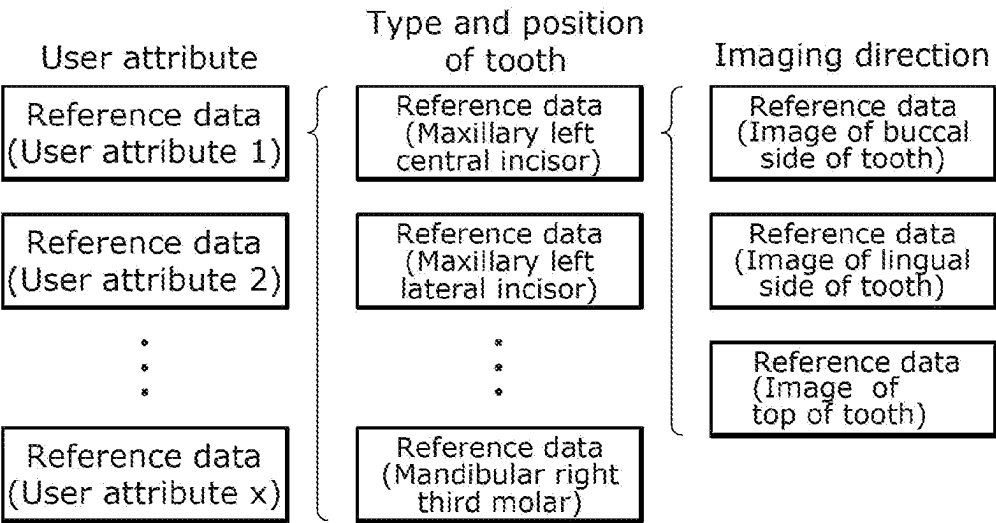 User attribute
Reference data
(User attribute 1)
Reference data
(User attribute 2)
Reference data
(User attribute x)
Type and position
of tooth
Reference data
(Maxillary left
central incisor)
Reference data
(Maxillary left
lateral incisor)
Reference data
(Mandibular right
third molar)
Imaging direction
Reference data
(Image of buccal
side of tooth)
Reference data
(Image of lingual
side of tooth)
Reference data
(Image of
top of tooth)